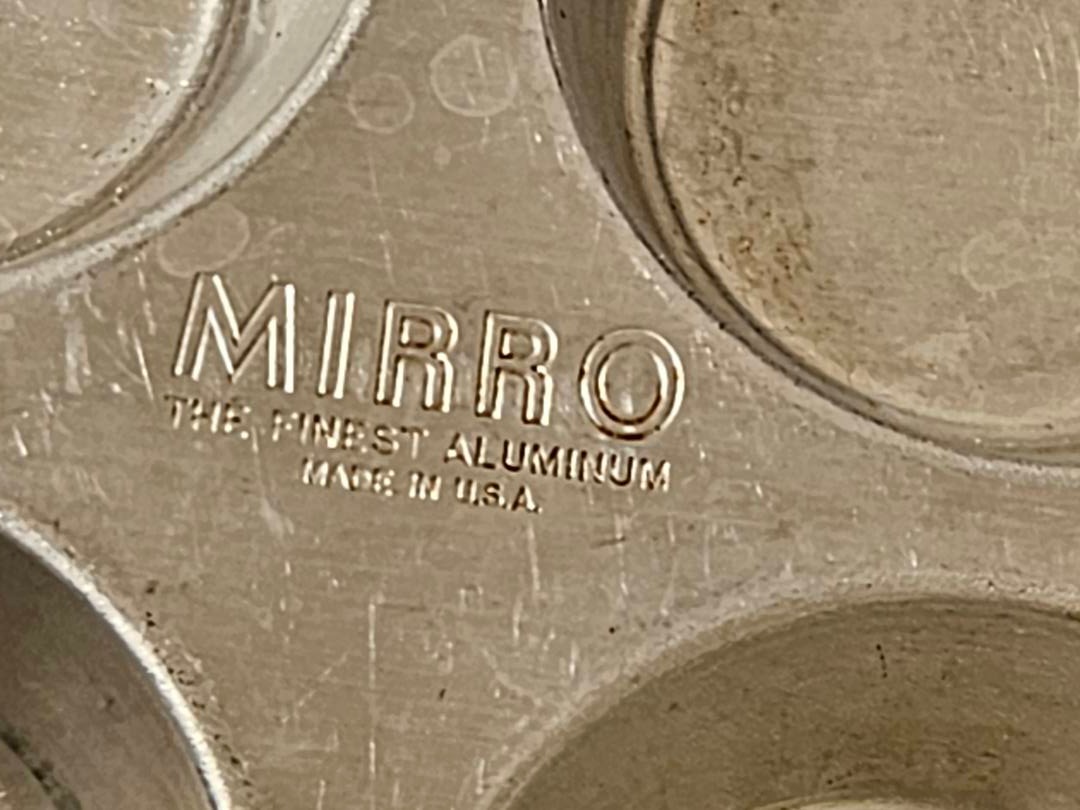 MIRRO
THE FINEST ALUMINUM
MADE IN U.S.A.